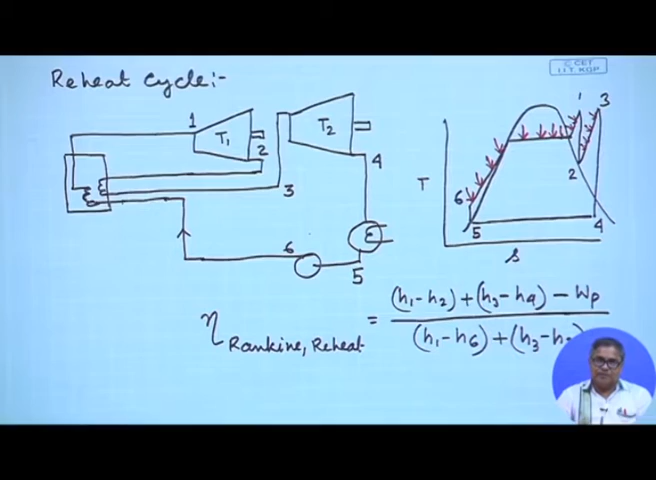 C CET
I.I.T. KGP
Reheat Cycle:-
1
T1
2
T2
4
3
6
5
T
1
3
2
6
5
4
s
η Rankine, Reheat = (h1-h2)+(h3-h4)-Wp
(h1-h6)+(h3-h